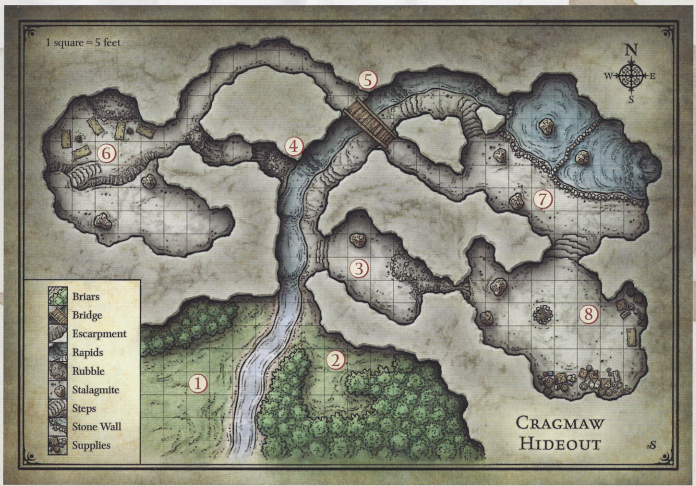 1 square = 5 feet
N
W E
S
5
4
6
7
3
8
2
1
Briars
Bridge
Escarpment
Rapids
Rubble
Stalagmite
Steps
Stone Wall
Supplies
Cragmaw
Hideout